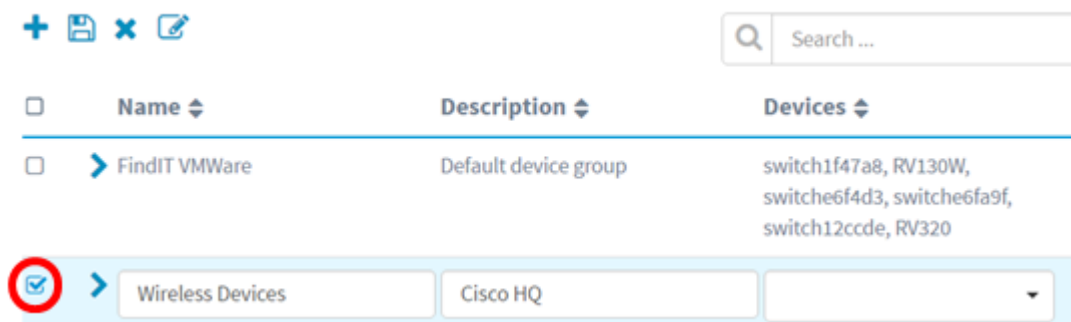 Search ...
Name Description Devices
FindIT VMWare Default device group switch1f47a8, RV130W,
switche6f4d3, switche6fa9f,
switch12ccde, RV320
Wireless Devices Cisco HQ